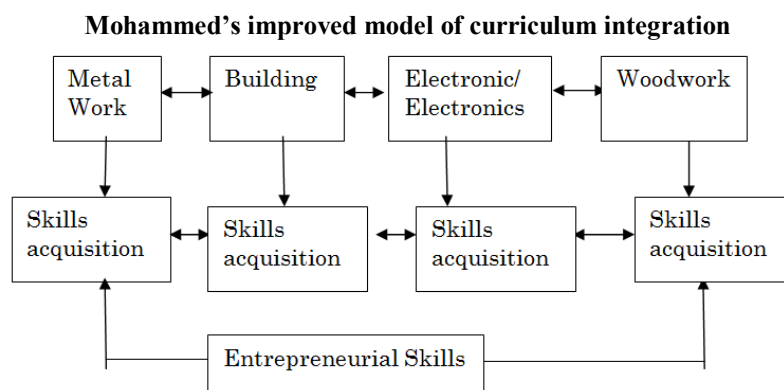 Mohammed's improved model of curriculum integration
Metal
Work
Building
Electronic/
Electronics
Woodwork
Skills
acquisition
Skills
acquisition
Skills
acquisition
Skills
acquisition
Entrepreneurial Skills